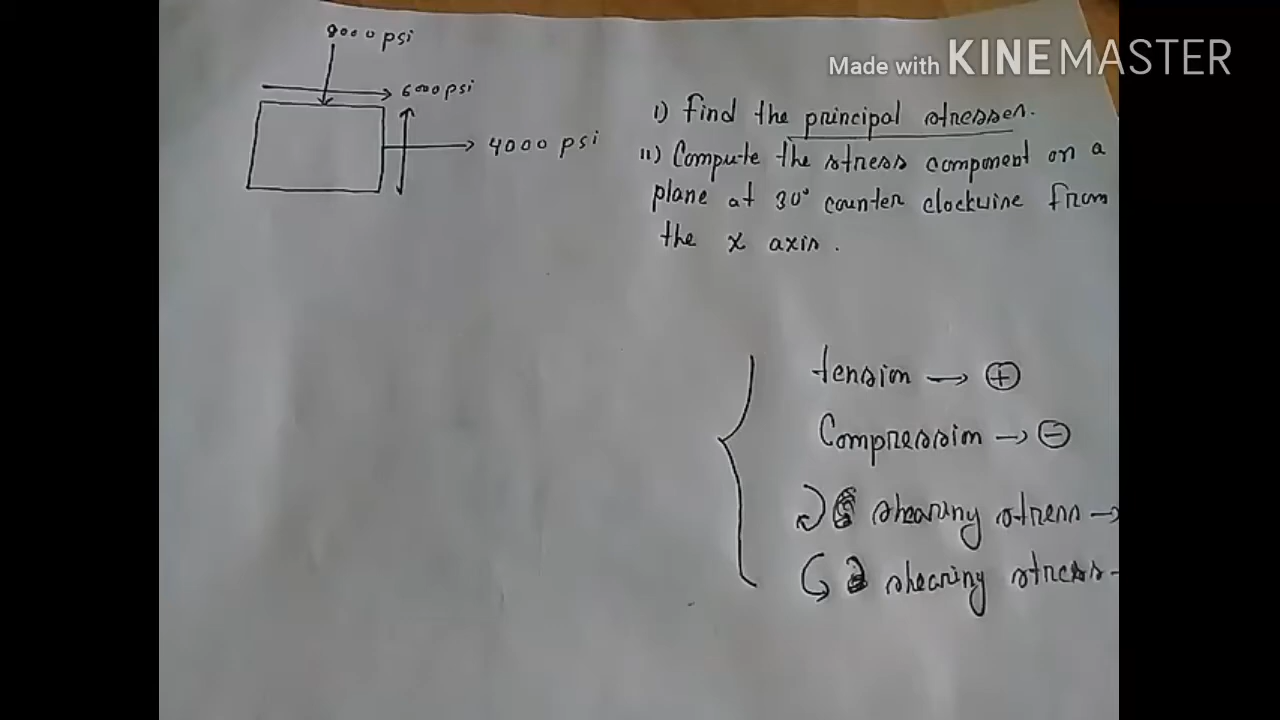 8000 psi
6000 psi
4000 psi
Made with KINEMASTER
i) Find the principal stresses.
ii) Compute the stress component on a
plane at 30° counter clockwise from
the x axis.
tension → +
Compression → -
shearing stress →
shearing stress -